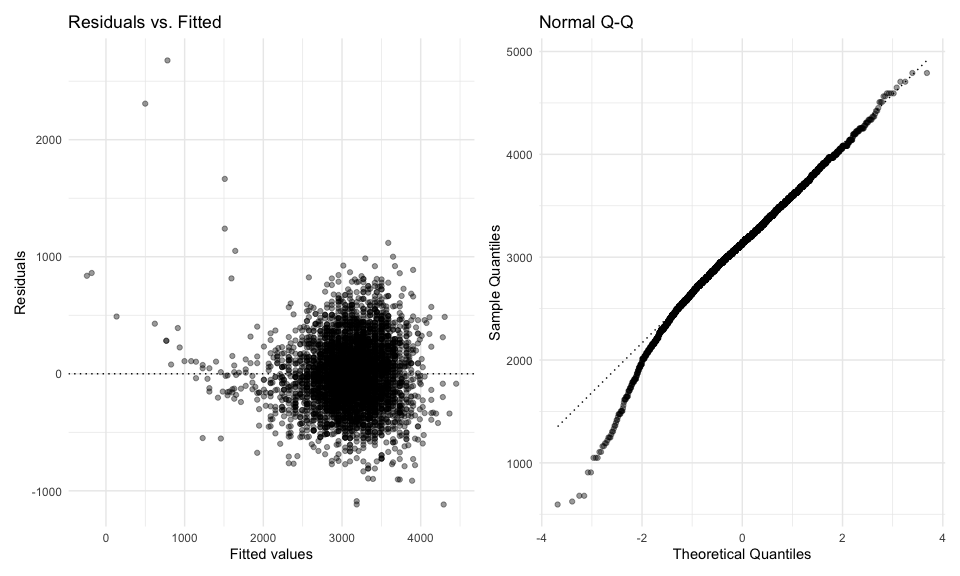 Residuals vs. Fitted
Residuals
2000
1000
0
-1000
0 1000 2000 3000 4000
Fitted values
Normal Q-Q
Sample Quantiles
5000
4000
3000
2000
1000
-4 -2 0 2 4
Theoretical Quantiles